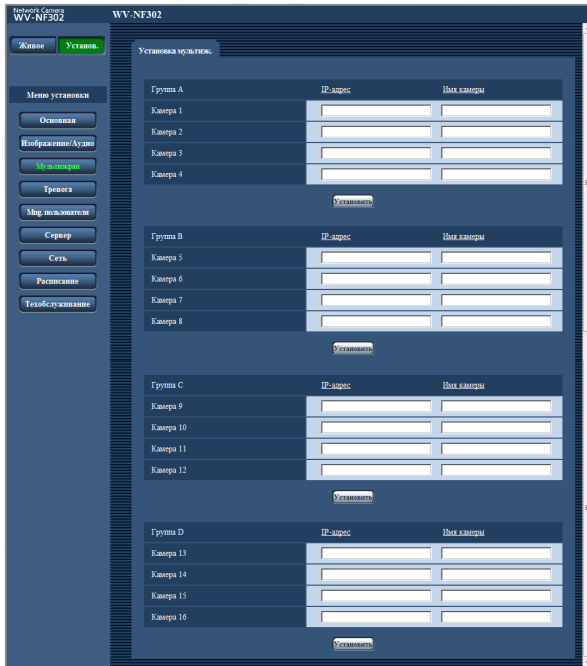 Network Camera
WV-NF302
WV-NF302
Живое Установ.
Меню установки
Основная
Изображение/Аудио
Мультиэкран
Тревога
Mng. пользователя
Сервер
Сеть
Расписание
Техобслуживание
Установка мультиэк.
Группа A IP-адрес Имя камеры
Камера 1
Камера 2
Камера 3
Камера 4
Установить
Группа B IP-адрес Имя камеры
Камера 5
Камера 6
Камера 7
Камера 8
Установить
Группа C IP-адрес Имя камеры
Камера 9
Камера 10
Камера 11
Камера 12
Установить
Группа D IP-адрес Имя камеры
Камера 13
Камера 14
Камера 15
Камера 16
Установить